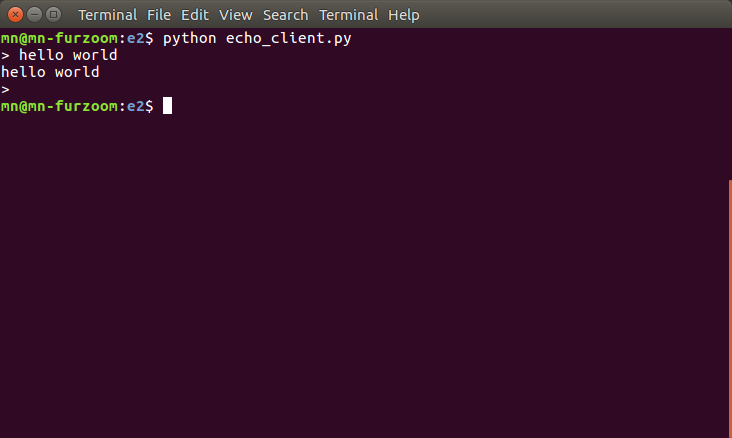 Terminal File Edit View Search Terminal Help
mn@mn-furzoom:e2$ python echo_client.py
> hello world
hello world
>
mn@mn-furzoom:e2$